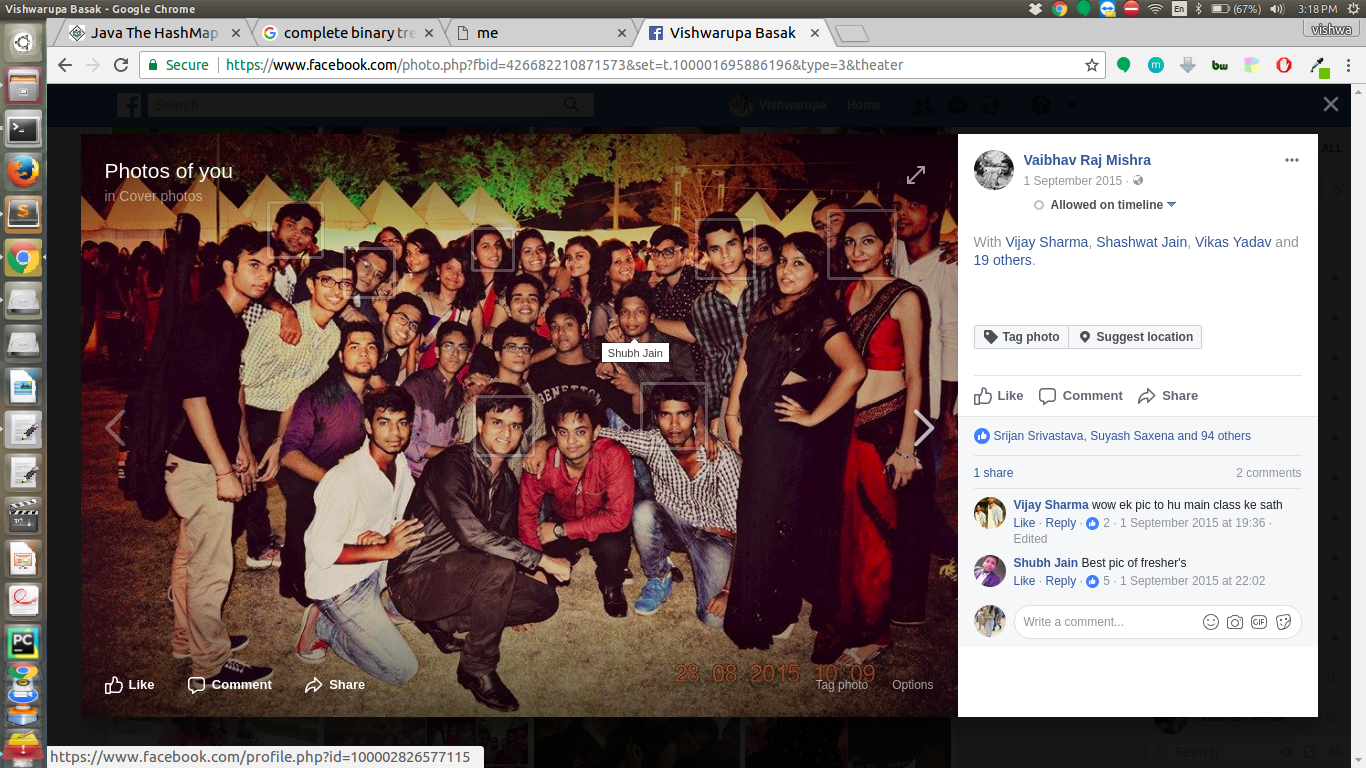 Vishwarupa Basak - Google Chrome
En
(67%)
3:18 PM
Java The HashMap
complete binary tre
me
Vishwarupa Basak
vishwa
Secure
https://www.facebook.com/photo.php?fbid=426682210871573&set=t.100001695886196&type=3&theater
Search
Vishwarupa
Home
ALL
Photos of you
in Cover photos
Shubh Jain
BENETTON
28 08 2015 10 09
Like
Comment
Share
Tag photo
Options
Vaibhav Raj Mishra
1 September 2015 ·
Allowed on timeline
With Vijay Sharma, Shashwat Jain, Vikas Yadav and
19 others.
Tag photo
Suggest location
Like
Comment
Share
Srijan Srivastava, Suyash Saxena and 94 others
1 share
2 comments
Vijay Sharma wow ek pic to hu main class ke sath
Like · Reply · 2 · 1 September 2015 at 19:36 ·
Edited
Shubh Jain Best pic of fresher's
Like · Reply · 5 · 1 September 2015 at 22:02
Write a comment...
GIF
Search
https://www.facebook.com/profile.php?id=100002826577115